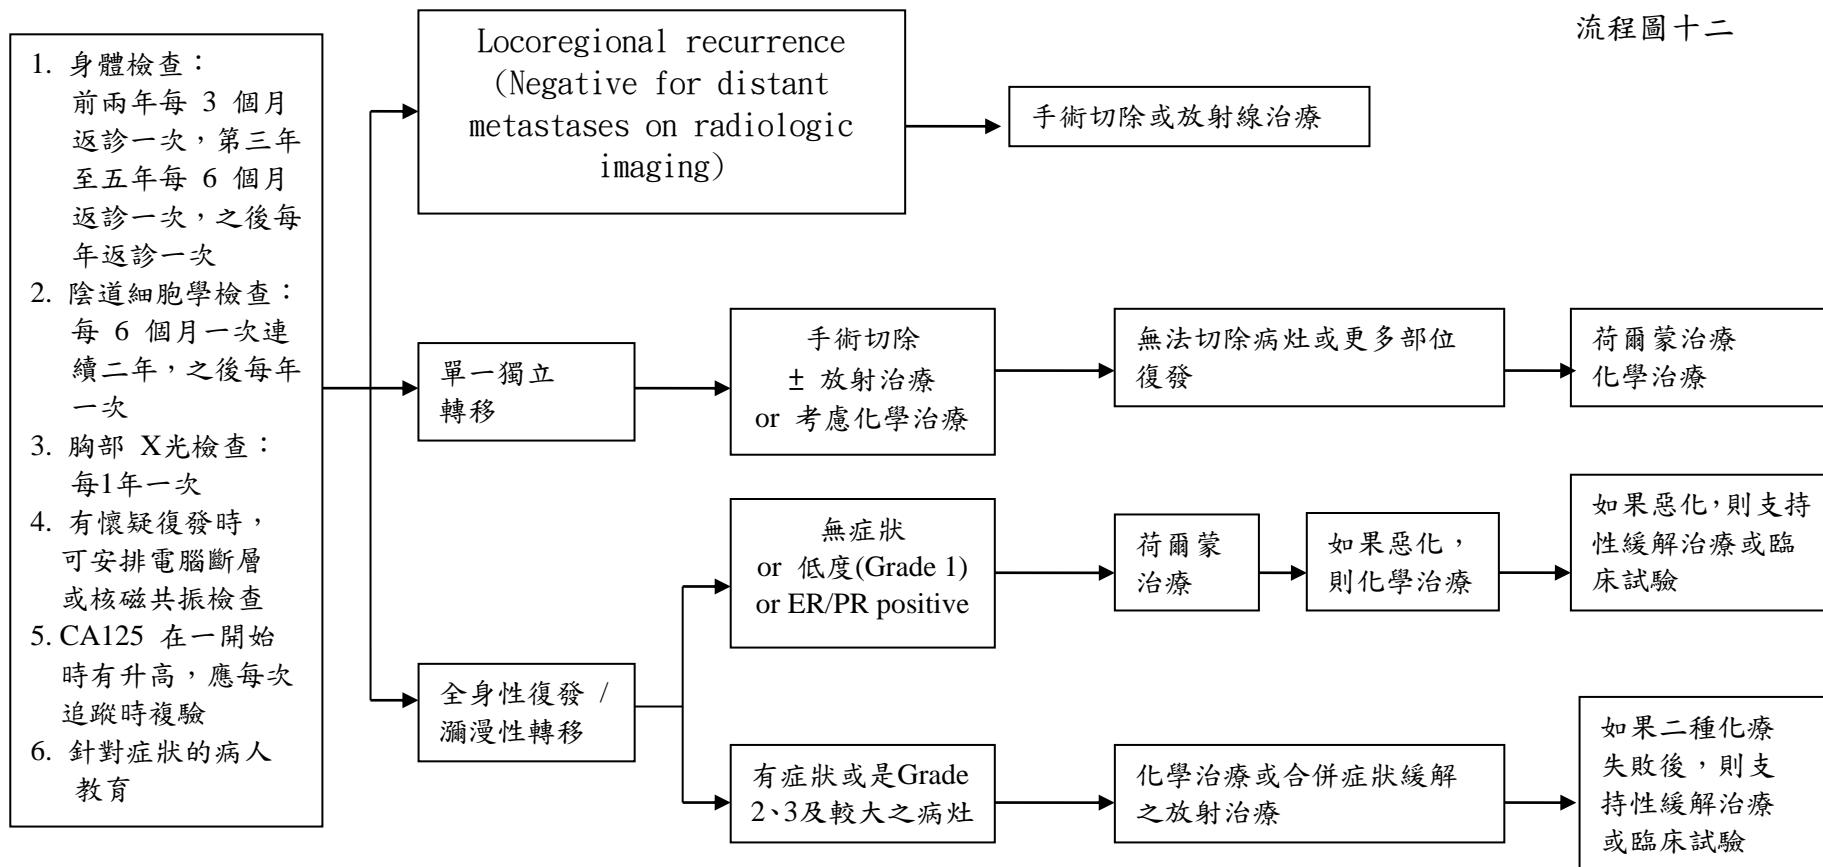 流程圖十二
1. 身體檢查：
前兩年每 3 個月
返診一次，第三年
至五年每 6 個月
返診一次，之後每
年返診一次
2. 陰道細胞學檢查：
每 6 個月一次連
續二年，之後每年
一次
3. 胸部 X光檢查：
每1年一次
4. 有懷疑復發時，
可安排電腦斷層
或核磁共振檢查
5. CA125 在一開始
時有升高，應每次
追蹤時複驗
6. 針對症狀的病人
教育
Locoregional recurrence
(Negative for distant
metastases on radiologic
imaging)
手術切除或放射線治療
單一獨立
轉移
手術切除
± 放射治療
or 考慮化學治療
無法切除病灶或更多部位
復發
荷爾蒙治療
化學治療
全身性復發 /
瀰漫性轉移
無症狀
or 低度(Grade 1)
or ER/PR positive
荷爾蒙
治療
如果惡化，
則化學治療
如果惡化，則支持
性緩解治療或臨
床試驗
有症狀或是Grade
2、3及較大之病灶
化學治療或合併症狀緩解
之放射治療
如果二種化療
失敗後，則支
持性緩解治療
或臨床試驗